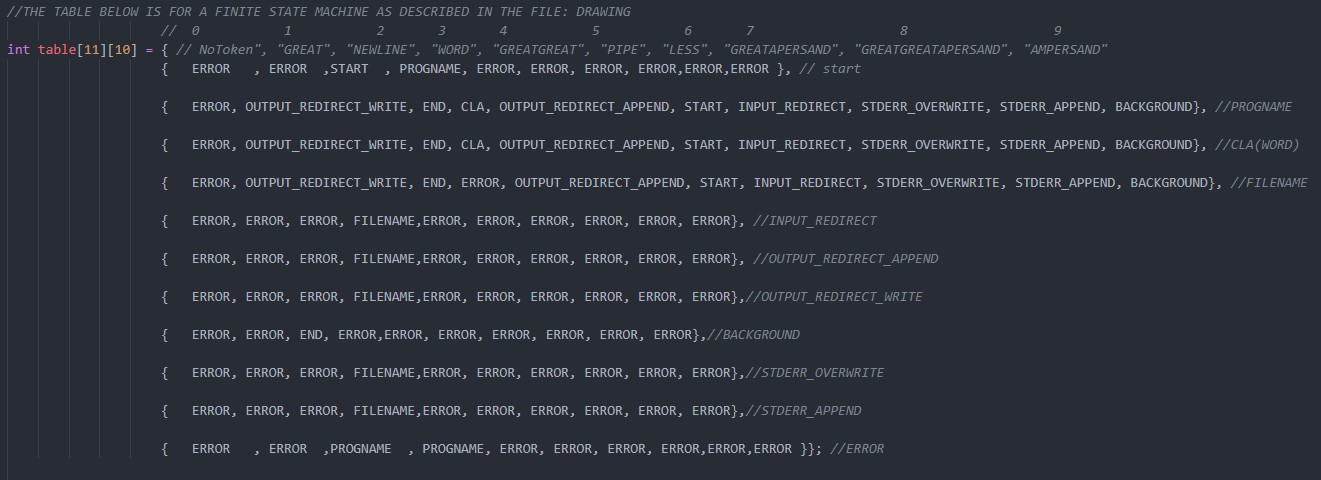 //THE TABLE BELOW IS FOR A FINITE STATE MACHINE AS DESCRIBED IN THE FILE: DRAWING
// 0 1 2 3 4 5 6 7 8 9
int table[11][10] = { // NoToken", "GREAT", "NEWLINE", "WORD", "GREATGREAT", "PIPE", "LESS", "GREATAPERSAND", "GREATGREATAPERSAND", "AMPERSAND"
{ ERROR , ERROR ,START , PROGNAME, ERROR, ERROR, ERROR, ERROR,ERROR,ERROR }, // start
{ ERROR, OUTPUT_REDIRECT_WRITE, END, CLA, OUTPUT_REDIRECT_APPEND, START, INPUT_REDIRECT, STDERR_OVERWRITE, STDERR_APPEND, BACKGROUND}, //PROGNAME
{ ERROR, OUTPUT_REDIRECT_WRITE, END, CLA, OUTPUT_REDIRECT_APPEND, START, INPUT_REDIRECT, STDERR_OVERWRITE, STDERR_APPEND, BACKGROUND}, //CLA(WORD)
{ ERROR, OUTPUT_REDIRECT_WRITE, END, ERROR, OUTPUT_REDIRECT_APPEND, START, INPUT_REDIRECT, STDERR_OVERWRITE, STDERR_APPEND, BACKGROUND}, //FILENAME
{ ERROR, ERROR, ERROR, FILENAME,ERROR, ERROR, ERROR, ERROR, ERROR, ERROR}, //INPUT_REDIRECT
{ ERROR, ERROR, ERROR, FILENAME,ERROR, ERROR, ERROR, ERROR, ERROR, ERROR}, //OUTPUT_REDIRECT_APPEND
{ ERROR, ERROR, ERROR, FILENAME,ERROR, ERROR, ERROR, ERROR, ERROR, ERROR},//OUTPUT_REDIRECT_WRITE
{ ERROR, ERROR, END, ERROR,ERROR, ERROR, ERROR, ERROR, ERROR, ERROR},//BACKGROUND
{ ERROR, ERROR, ERROR, FILENAME,ERROR, ERROR, ERROR, ERROR, ERROR, ERROR},//STDERR_OVERWRITE
{ ERROR, ERROR, ERROR, FILENAME,ERROR, ERROR, ERROR, ERROR, ERROR, ERROR},//STDERR_APPEND
{ ERROR , ERROR ,PROGNAME , PROGNAME, ERROR, ERROR, ERROR, ERROR,ERROR,ERROR }}; //ERROR